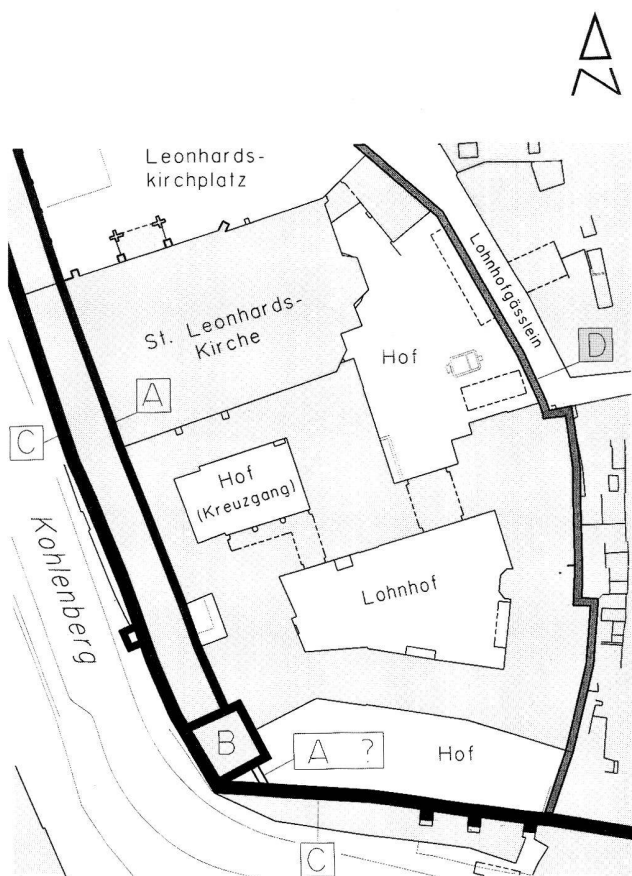 N
Leonhards-
kirchplatz
Lohnhofgässlein
St. Leonhards-
Kirche
Hof
D
A
C
Hof
(Kreuzgang)
Kohlenberg
Lohnhof
B
A ?
Hof
C